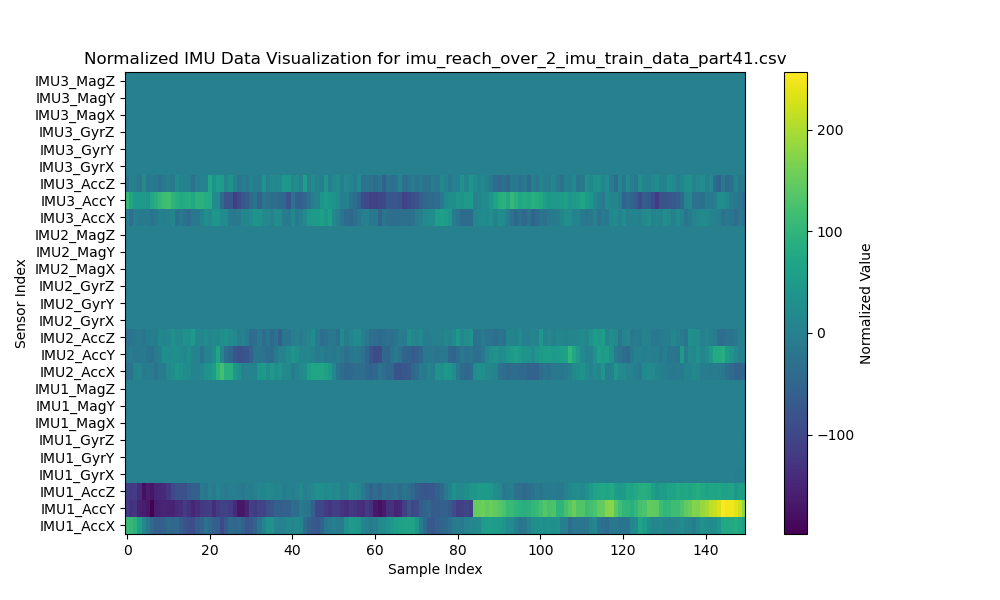 Normalized IMU Data Visualization for imu_reach_over_2_imu_train_data_part41.csv
IMU3_MagZ
IMU3_MagY
IMU3_MagX
IMU3_GyrZ
IMU3_GyrY
IMU3_GyrX
IMU3_AccZ
IMU3_AccY
IMU3_AccX
IMU2_MagZ
IMU2_MagY
IMU2_MagX
IMU2_GyrZ
IMU2_GyrY
IMU2_GyrX
IMU2_AccZ
IMU2_AccY
IMU2_AccX
IMU1_MagZ
IMU1_MagY
IMU1_MagX
IMU1_GyrZ
IMU1_GyrY
IMU1_GyrX
IMU1_AccZ
IMU1_AccY
IMU1_AccX
Sensor Index
0 20 40 60 80 100 120 140
Sample Index
200
100
0
−100
Normalized Value